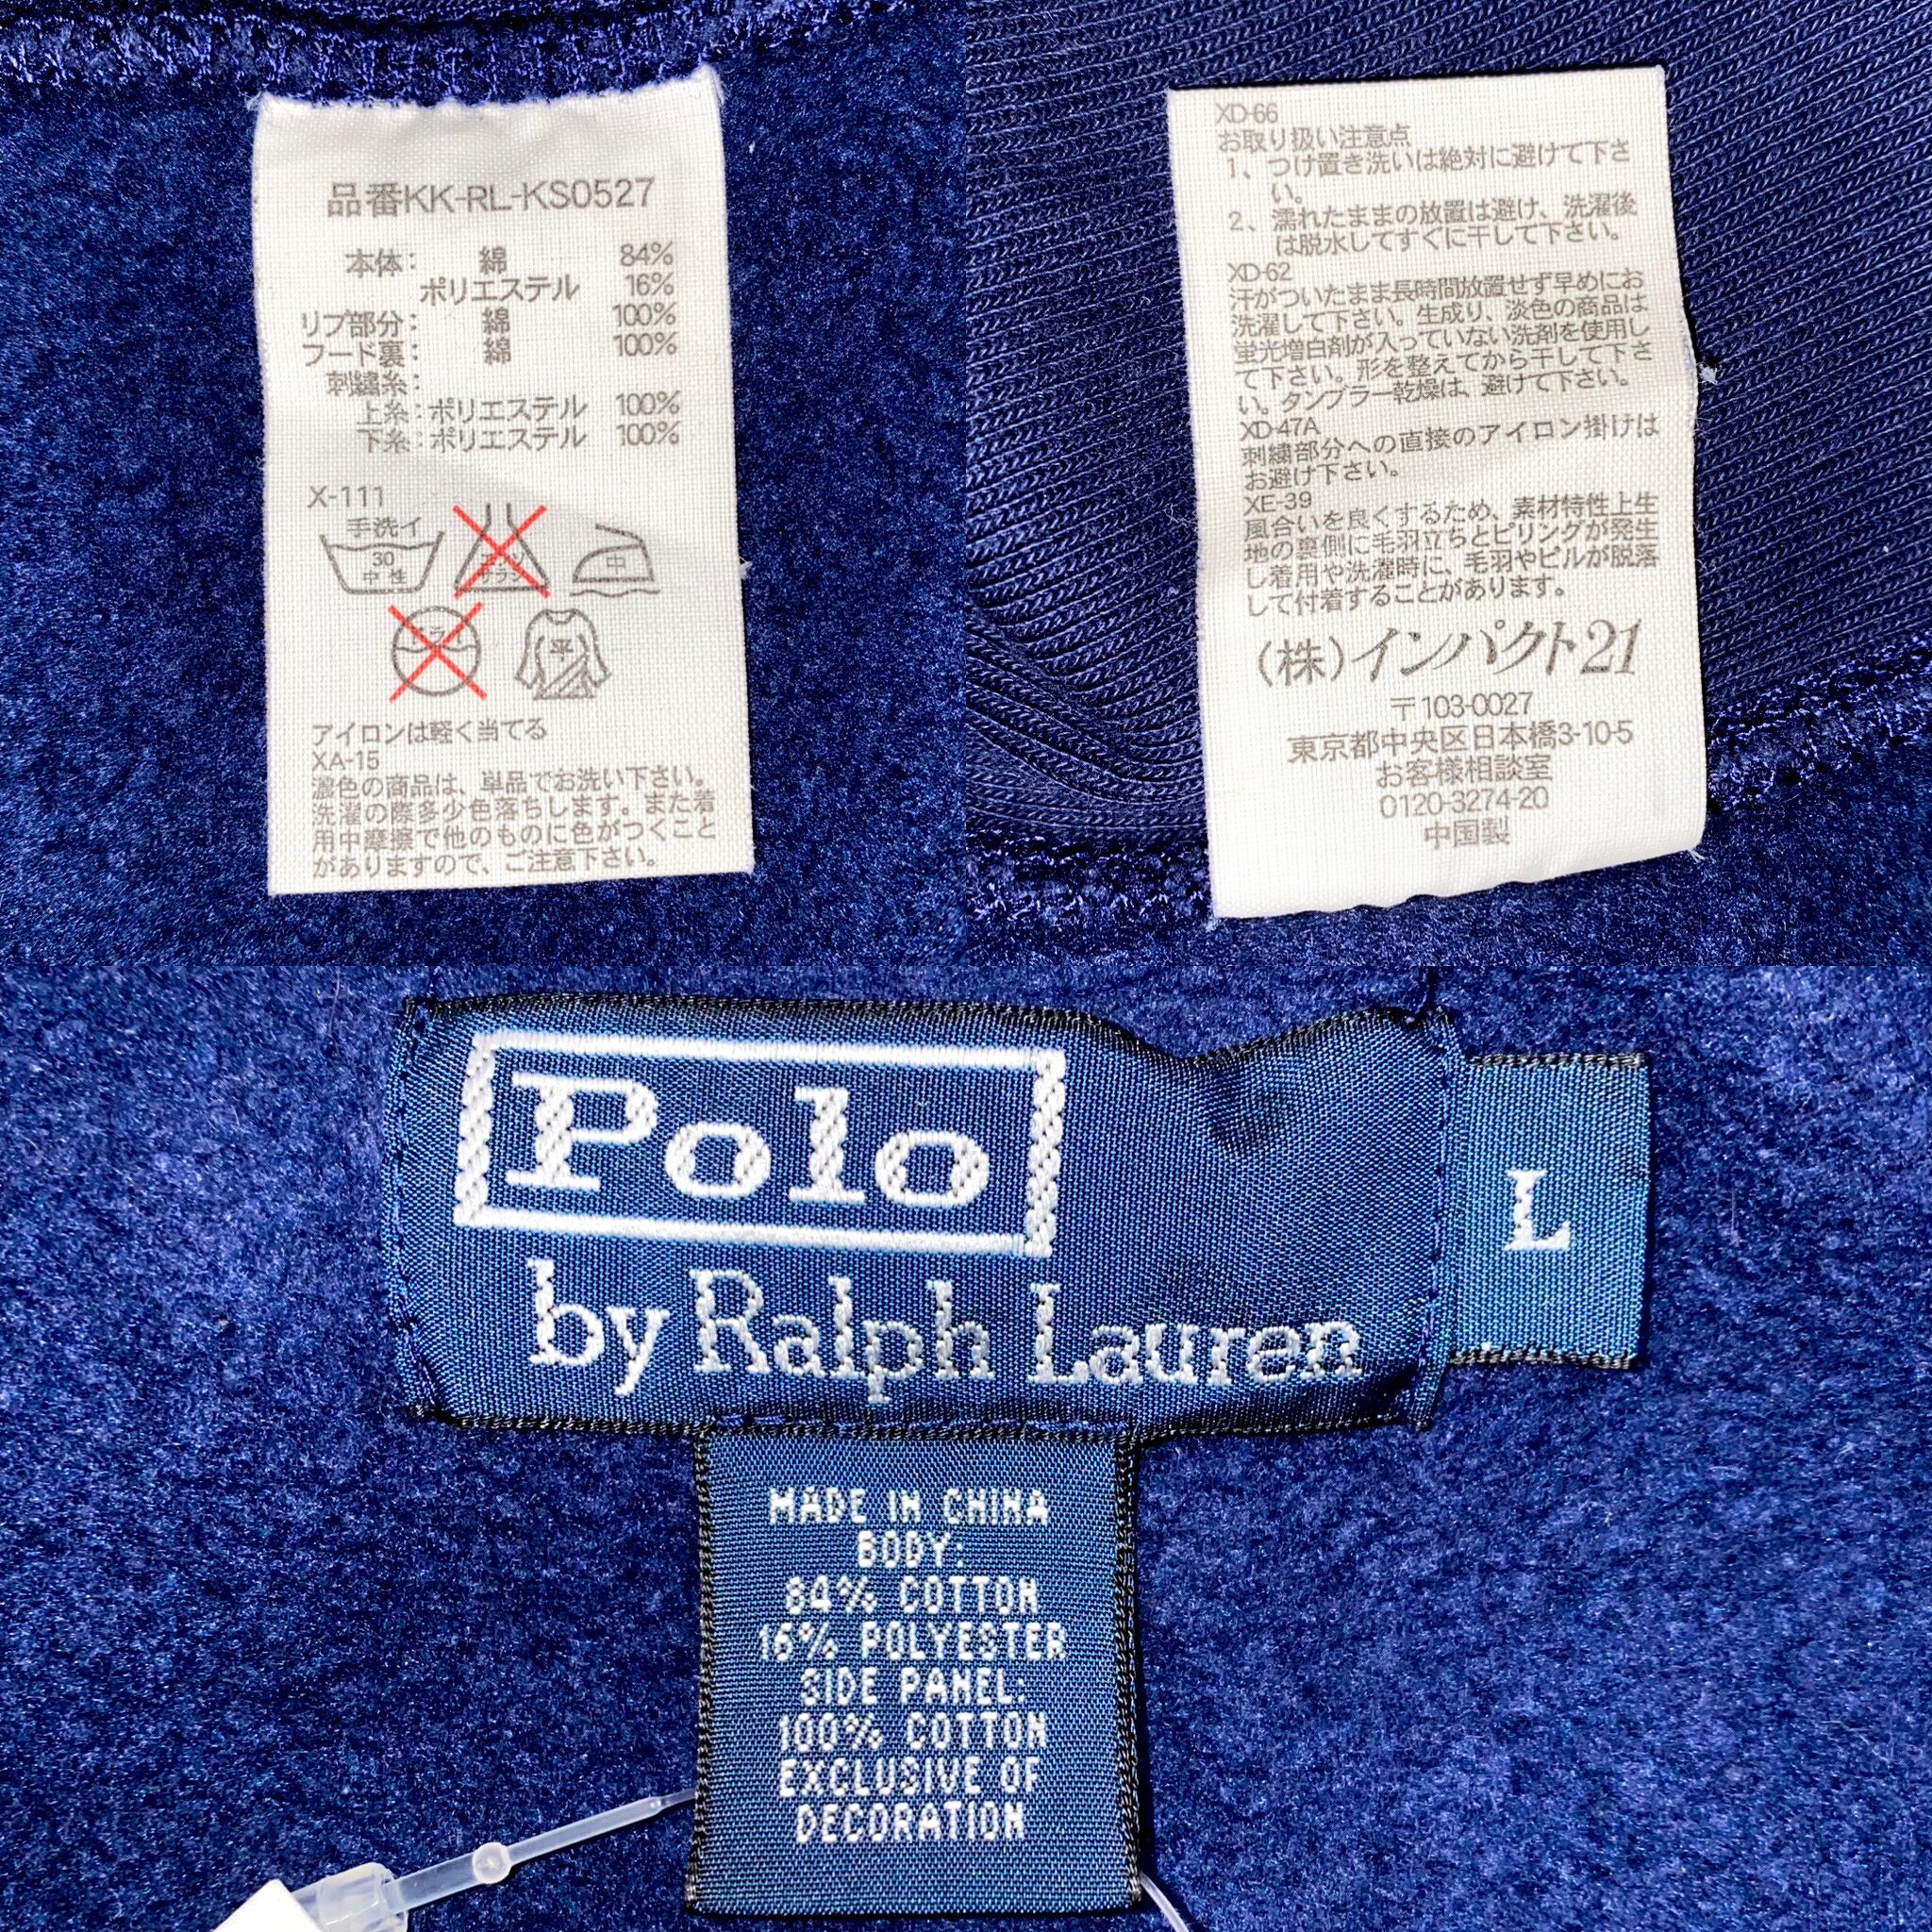 品番KK-RL-KS0527
本体: 綿 84%
ポリエステル 16%
リブ部分: 綿 100%
フード裏: 綿 100%
刺繍糸:
上糸:ポリエステル 100%
下糸:ポリエステル 100%
X-111
手洗イ
30
中性
エンソ
サラシ
中
ドライ
平
アイロンは軽く当てる
XA-15
濃色の商品は、単品でお洗い下さい。
洗濯の際多少色落ちします。また着
用中摩擦で他のものに色がつくこと
がありますので、ご注意下さい。
XD-66
お取り扱い注意点
1、つけ置き洗いは絶対に避けて下さ
い。
2、濡れたままの放置は避け、洗濯後
は脱水してすぐに干して下さい。
XD-62
汗がついたまま長時間放置せず早めにお
洗濯して下さい。生成り、淡色の商品は
蛍光増白剤が入っていない洗剤を使用し
て下さい。形を整えてから干して下さ
い。タンブラー乾燥は、避けて下さい。
XD-47A
刺繍部分への直接のアイロン掛けは
お避け下さい。
XE-39
風合いを良くするため、素材特性上生
地の裏側に毛羽立ちとピリングが発生
し着用や洗濯時に、毛羽やピルが脱落
して付着することがあります。
(株)インパクト21
〒103-0027
東京都中央区日本橋3-10-5
お客様相談室
0120-3274-20
中国製
Polo
by Ralph Lauren
L
MADE IN CHINA
BODY:
84% COTTON
16% POLYESTER
SIDE PANEL:
100% COTTON
EXCLUSIVE OF
DECORATION